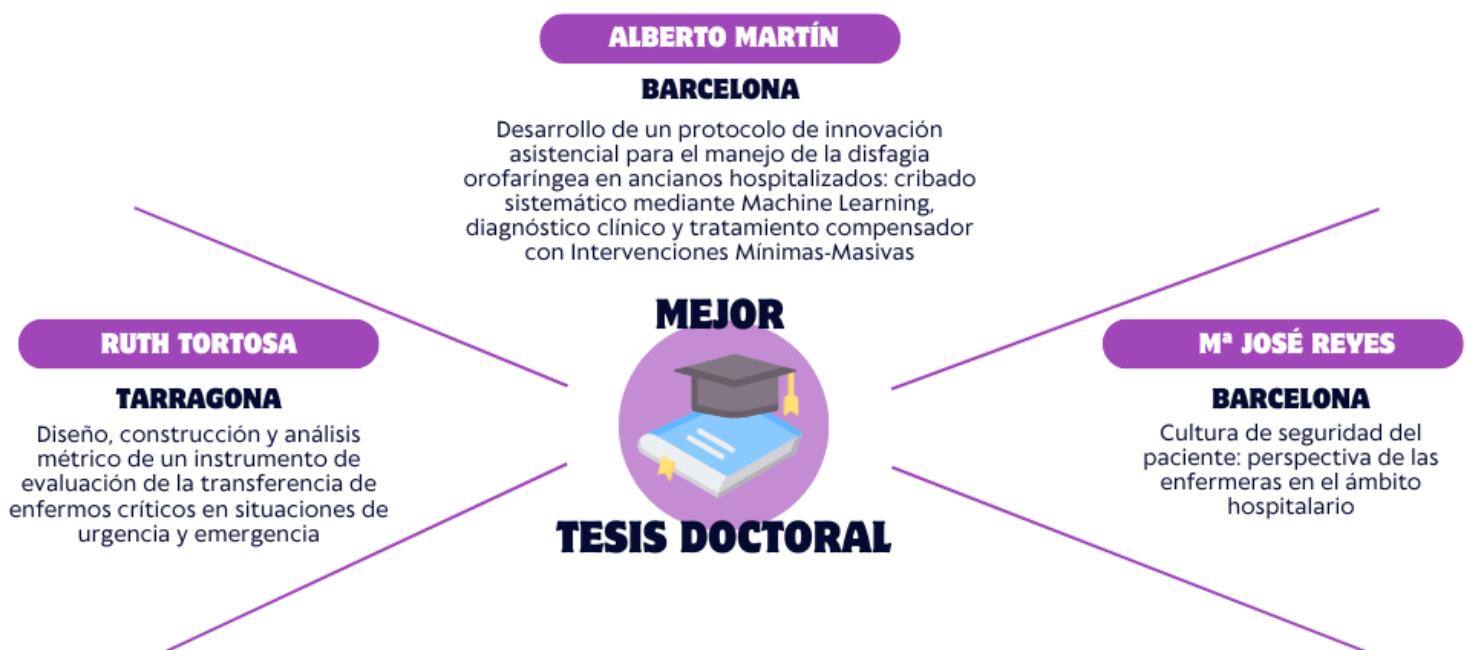 ALBERTO MARTÍN
BARCELONA
Desarrollo de un protocolo de innovación
asistencial para el manejo de la disfagia
orofaríngea en ancianos hospitalizados: cribado
sistemático mediante Machine Learning,
diagnóstico clínico y tratamiento compensador
con Intervenciones Mínimas-Masivas
MEJOR
TESIS DOCTORAL
RUTH TORTOSA
TARRAGONA
Diseño, construcción y análisis
métrico de un instrumento de
evaluación de la transferencia de
enfermos críticos en situaciones de
urgencia y emergencia
Mª JOSÉ REYES
BARCELONA
Cultura de seguridad del
paciente: perspectiva de las
enfermeras en el ámbito
hospitalario